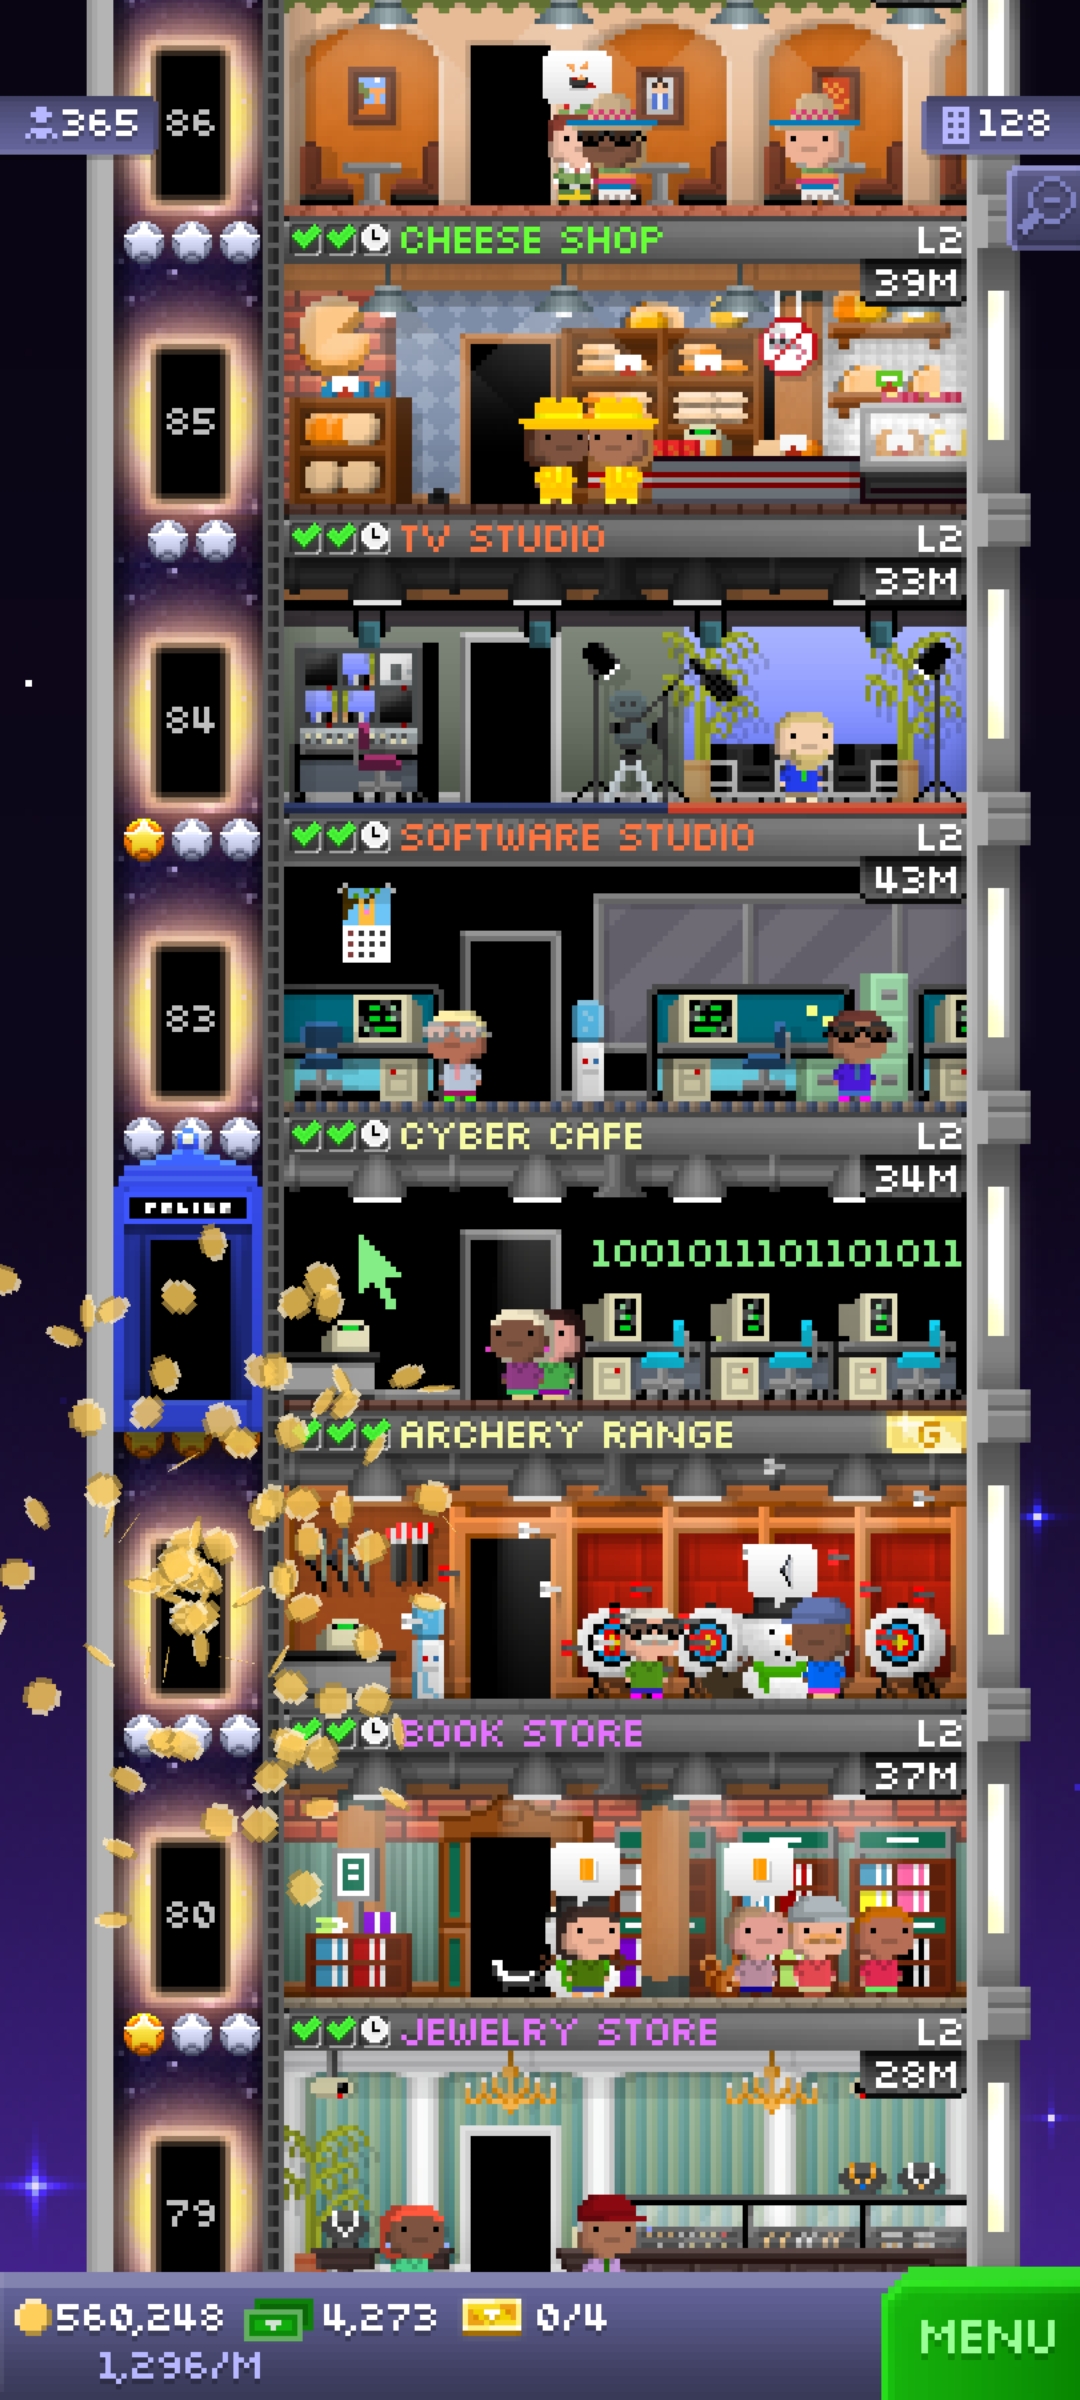 365
86
128
CHEESE SHOP L2
39M
85
TV STUDIO L2
33M
84
SOFTWARE STUDIO L2
43M
83
CYBER CAFE L2
34M
POLICE
1001011101101011
ARCHERY RANGE G
BOOK STORE L2
37M
80
8
JEWELRY STORE L2
28M
79
560,248 4,273 0/4
1,296/M
MENU